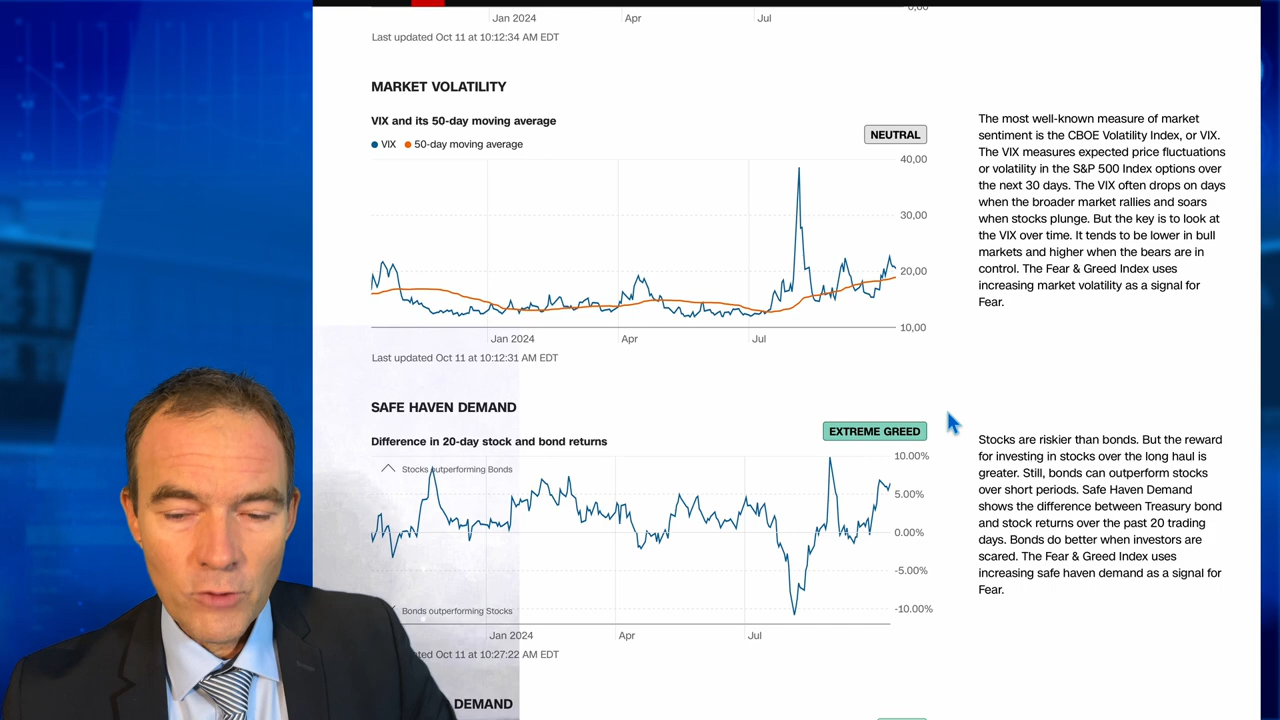 0,00
Jan 2024 Apr Jul
Last updated Oct 11 at 10:12:34 AM EDT
MARKET VOLATILITY
VIX and its 50-day moving average
NEUTRAL
VIX 50-day moving average
40,00
30,00
20,00
10,00
Jan 2024 Apr Jul
Last updated Oct 11 at 10:12:31 AM EDT
The most well-known measure of market
sentiment is the CBOE Volatility Index, or VIX.
The VIX measures expected price fluctuations
or volatility in the S&P 500 Index options over
the next 30 days. The VIX often drops on days
when the broader market rallies and soars
when stocks plunge. But the key is to look at
the VIX over time. It tends to be lower in bull
markets and higher when the bears are in
control. The Fear & Greed Index uses
increasing market volatility as a signal for
Fear.
SAFE HAVEN DEMAND
EXTREME GREED
Difference in 20-day stock and bond returns
10.00%
Stocks outperforming Bonds
5.00%
0.00%
-5.00%
-10.00%
Bonds outperforming Stocks
Jan 2024 Apr Jul
Oct 11 at 10:27:22 AM EDT
Stocks are riskier than bonds. But the reward
for investing in stocks over the long haul is
greater. Still, bonds can outperform stocks
over short periods. Safe Haven Demand
shows the difference between Treasury bond
and stock returns over the past 20 trading
days. Bonds do better when investors are
scared. The Fear & Greed Index uses
increasing safe haven demand as a signal for
Fear.
DEMAND